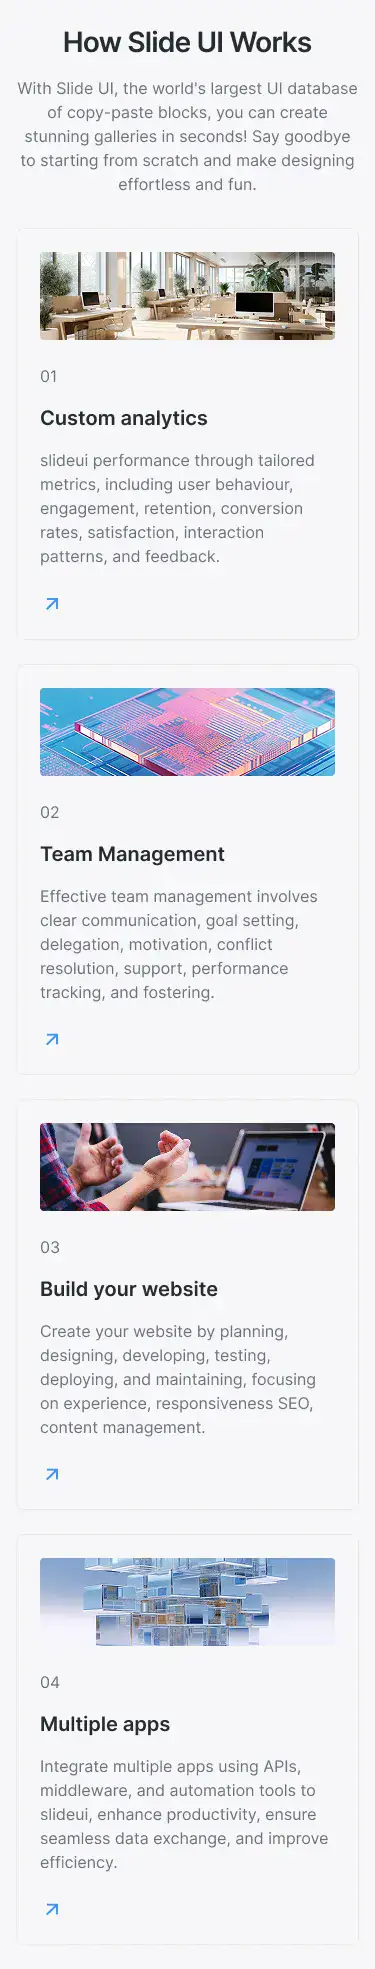 How Slide UI Works
With Slide UI, the world's largest UI database
of copy-paste blocks, you can create
stunning galleries in seconds! Say goodbye
to starting from scratch and make designing
effortless and fun.
01
Custom analytics
slideui performance through tailored
metrics, including user behaviour,
engagement, retention, conversion
rates, satisfaction, interaction
patterns, and feedback.
02
Team Management
Effective team management involves
clear communication, goal setting,
delegation, motivation, conflict
resolution, support, performance
tracking, and fostering.
03
Build your website
Create your website by planning,
designing, developing, testing,
deploying, and maintaining, focusing
on experience, responsiveness SEO,
content management.
04
Multiple apps
Integrate multiple apps using APIs,
middleware, and automation tools to
slideui, enhance productivity, ensure
seamless data exchange, and improve
efficiency.